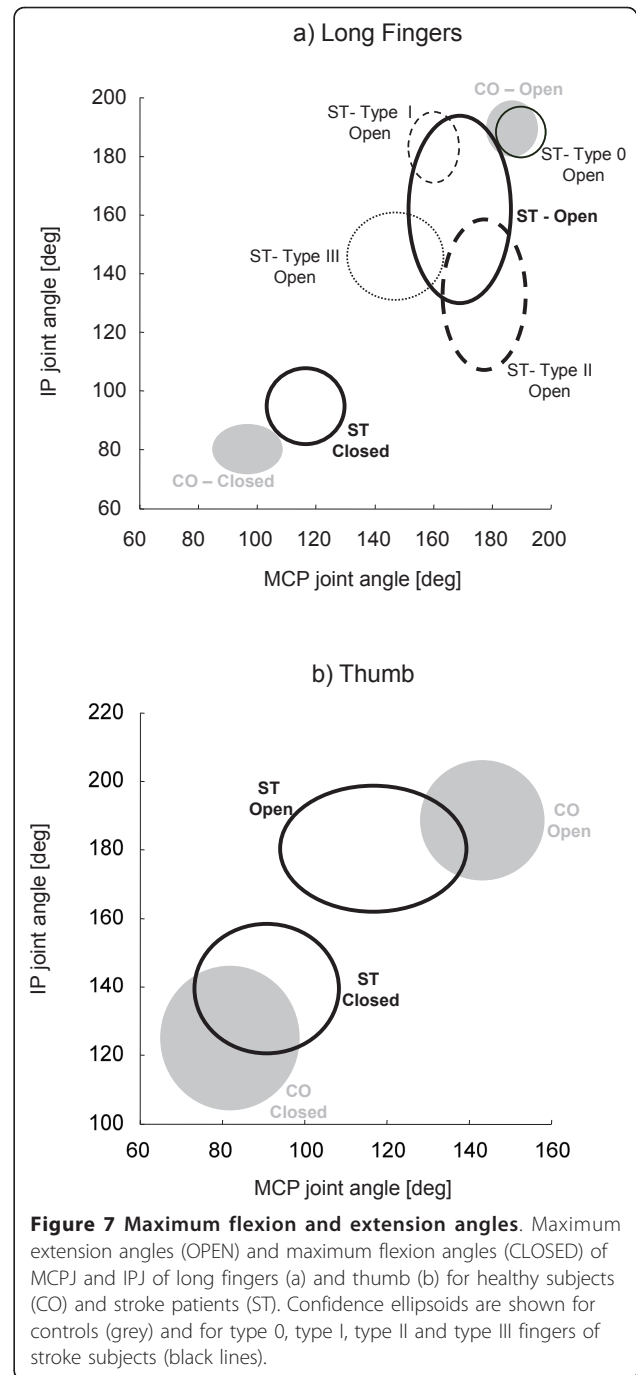 a) Long Fingers
CO – Open
ST- Type I
Open
ST- Type 0
Open
ST - Open
ST- Type III
Open
ST- Type II
Open
ST
Closed
CO – Closed
IP joint angle [deg]
200
180
160
140
120
100
80
60
60 80 100 120 140 160 180 200
MCP joint angle [deg]
b) Thumb
ST
Open
CO
Open
ST
Closed
CO
Closed
IP joint angle [deg]
220
200
180
160
140
120
100
60 80 100 120 140 160
MCP joint angle [deg]
Figure 7 Maximum flexion and extension angles. Maximum
extension angles (OPEN) and maximum flexion angles (CLOSED) of
MCPJ and IPJ of long fingers (a) and thumb (b) for healthy subjects
(CO) and stroke patients (ST). Confidence ellipsoids are shown for
controls (grey) and for type 0, type I, type II and type III fingers of
stroke subjects (black lines).